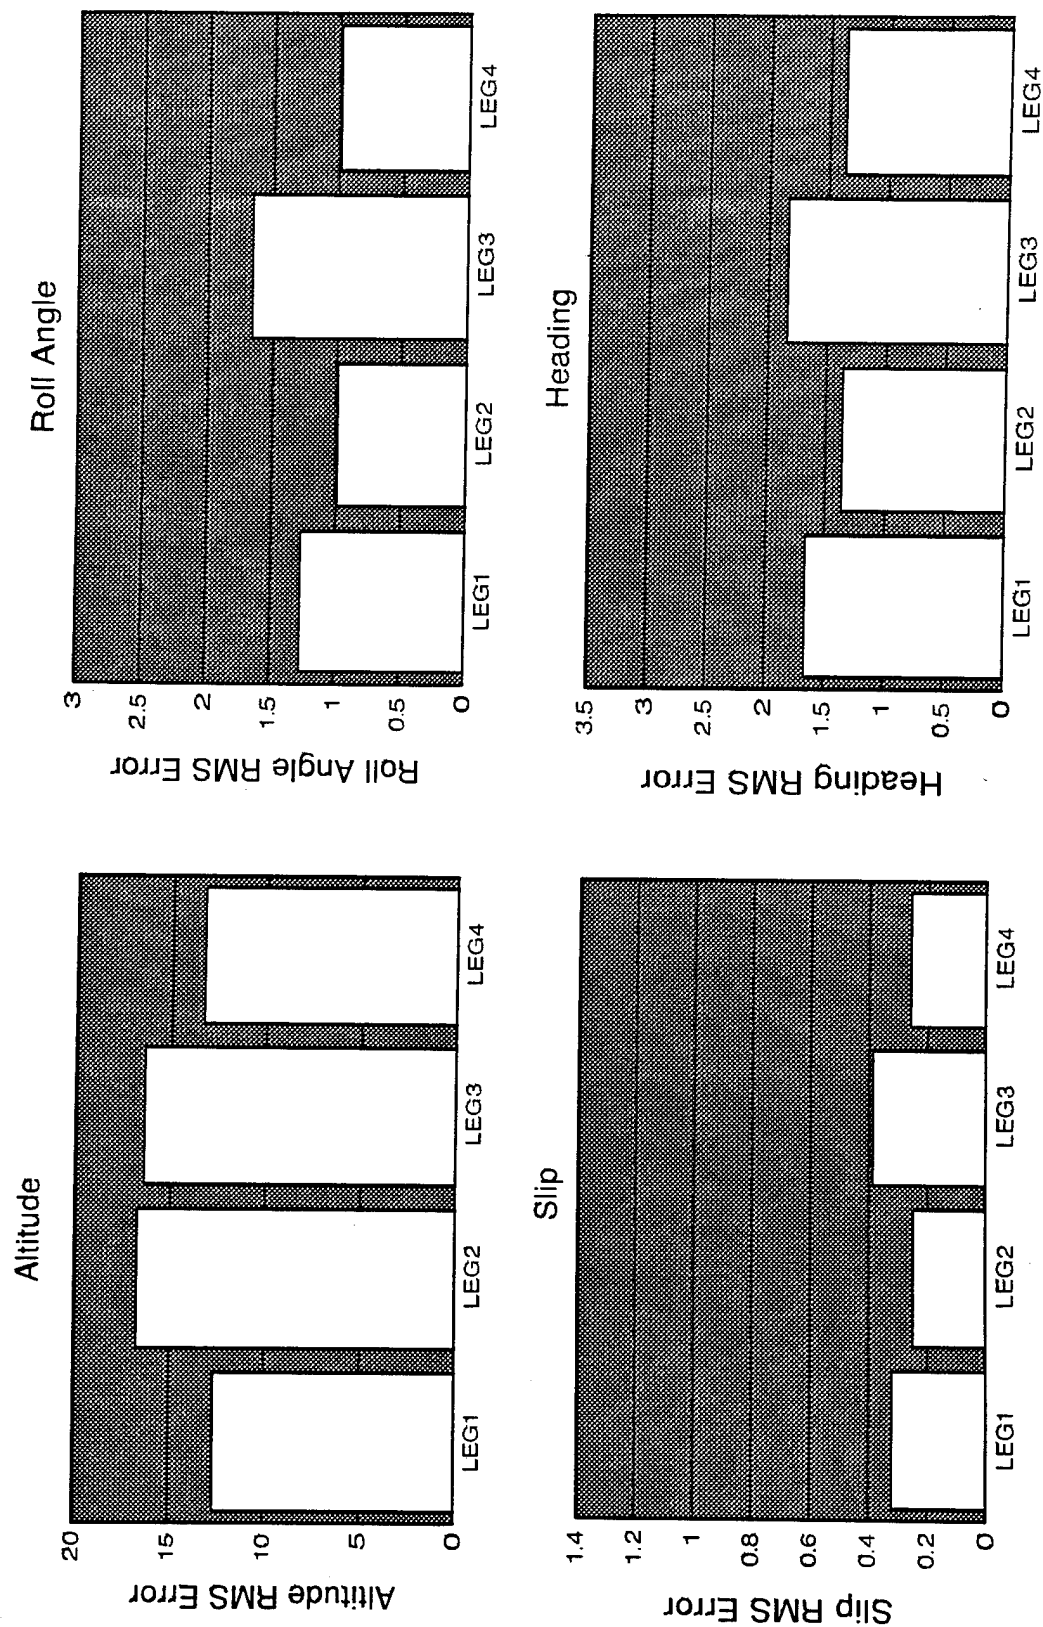 Altitude
Altitude RMS Error
20
15
10
5
0
LEG1
LEG2
LEG3
LEG4
Roll Angle
Roll Angle RMS Error
3
2.5
2
1.5
1
0.5
0
LEG1
LEG2
LEG3
LEG4
Slip
Slip RMS Error
1.4
1.2
1
0.8
0.6
0.4
0.2
0
LEG1
LEG2
LEG3
LEG4
Heading
Heading RMS Error
3.5
3
2.5
2
1.5
1
0.5
0
LEG1
LEG2
LEG3
LEG4